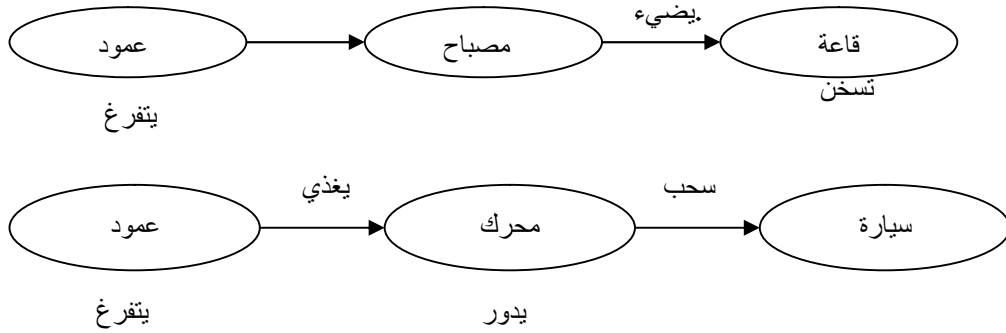 يضيء.
عمود
مصباح
قاعة
يتفرغ
تسخن
يغذي
سحب
عمود
محرك
سيارة
يتفرغ
يدور